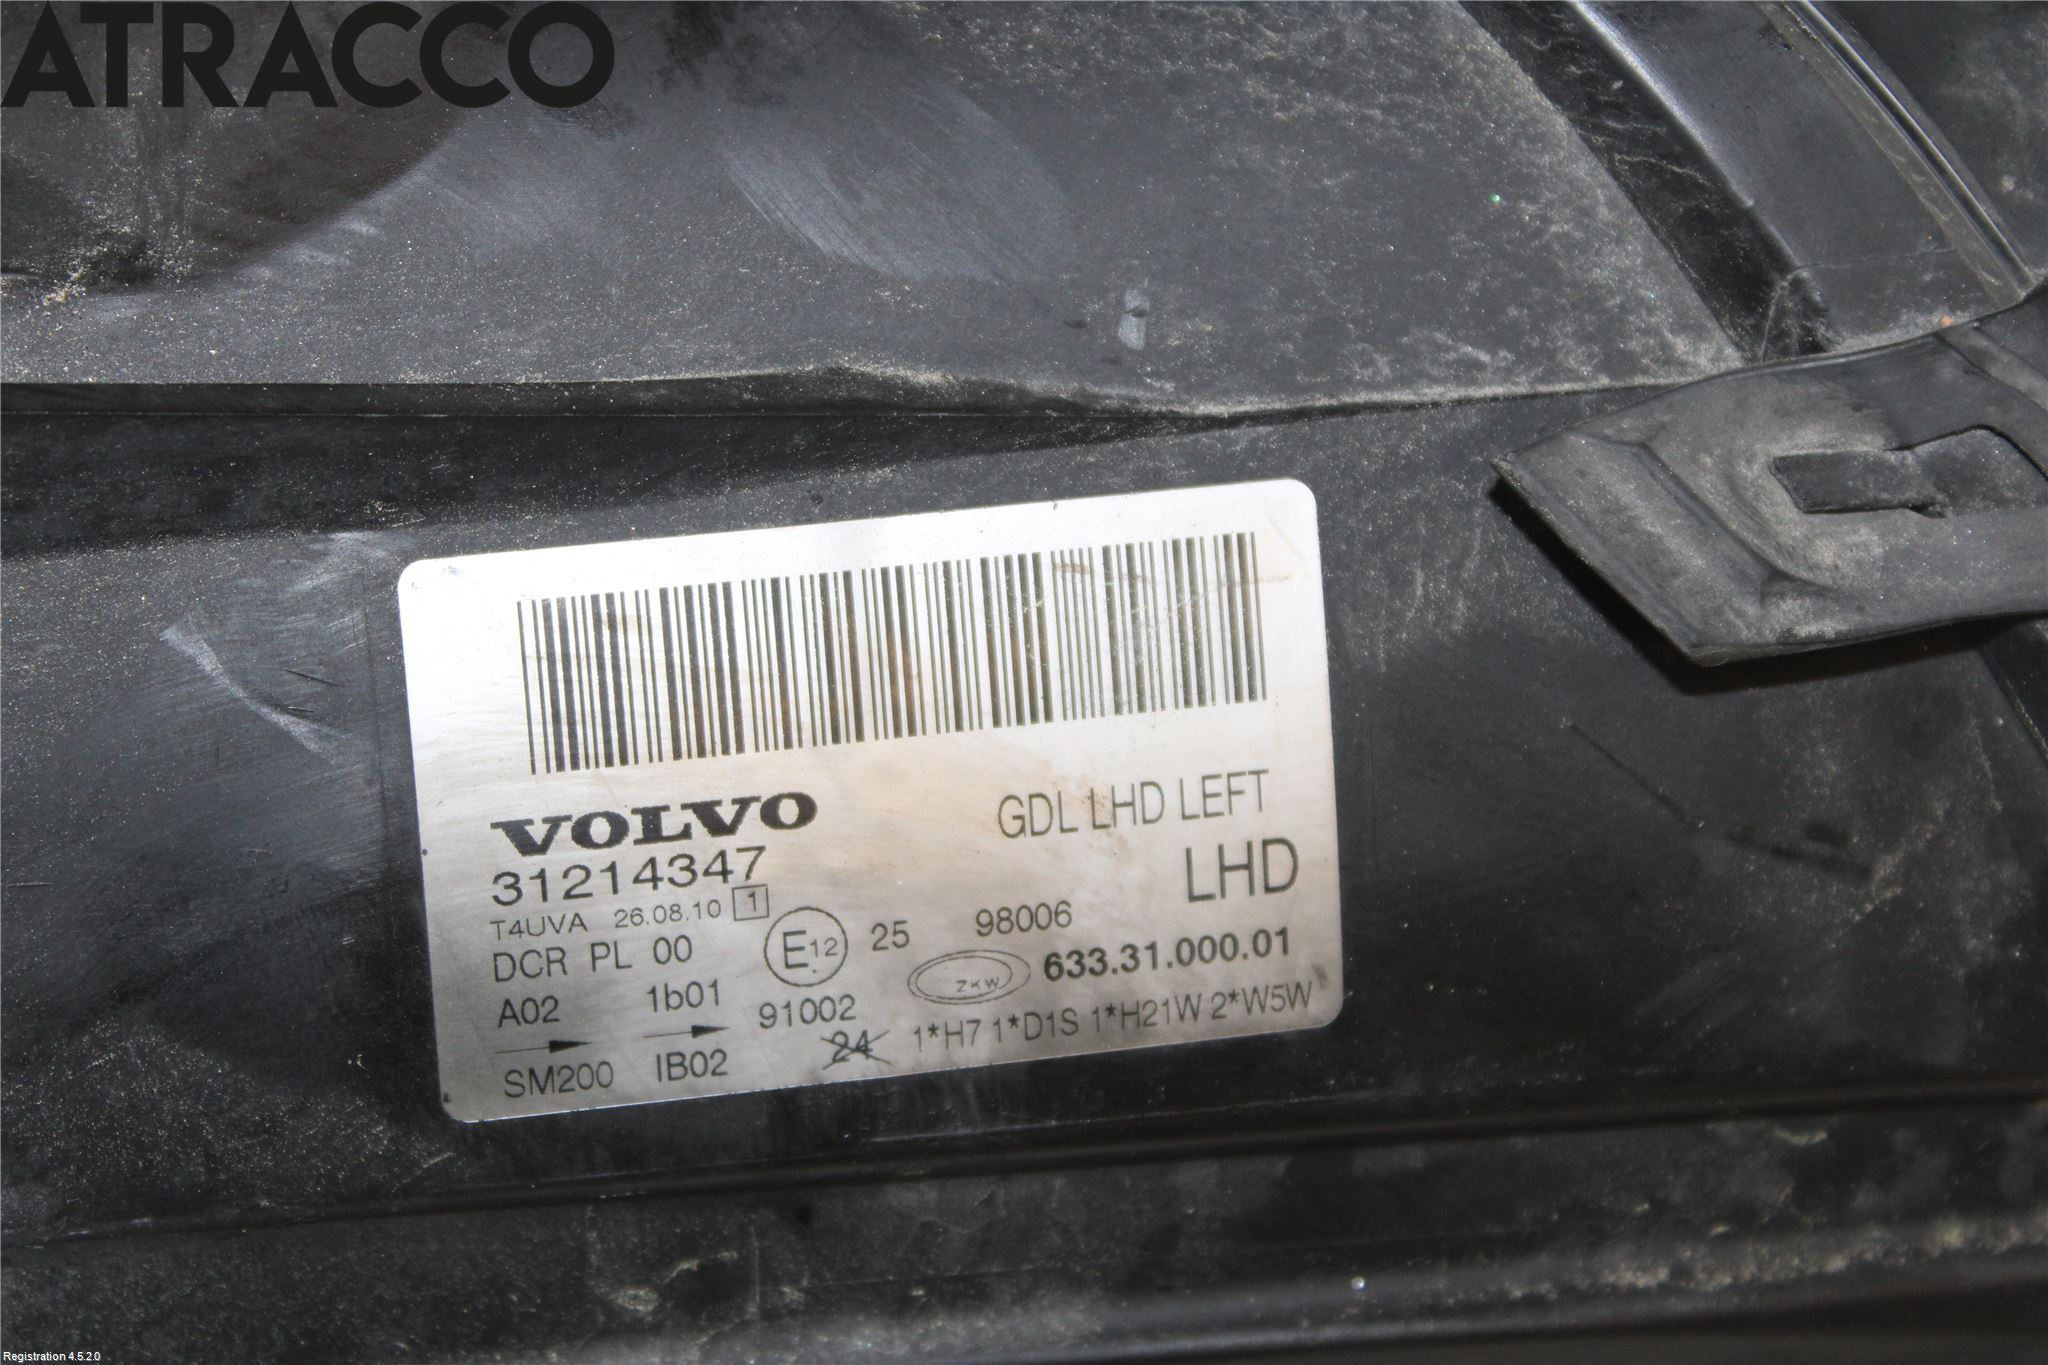 ATRACCO
VOLVO
GDL LHD LEFT
31214347
LHD
T4UVA 26.08.10 1
DCR PL 00
E12 25 98006
ZKW 633.31.000.01
A02 1b01 91002
24 1*H7 1*D1S 1*H21W 2*W5W
SM200 IB02
Registration 4.5.2.0